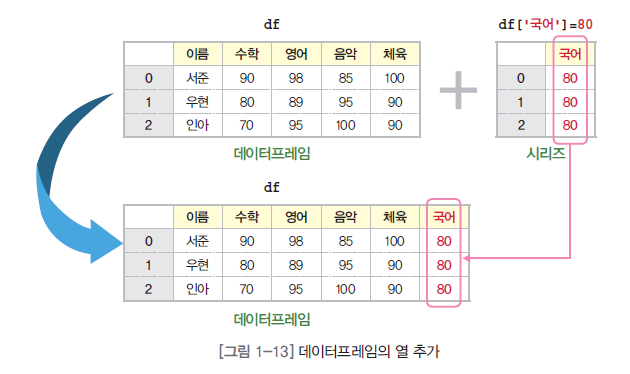 df
이름 수학 영어 음악 체육
0 서준 90 98 85 100
1 우현 80 89 95 90
2 인아 70 95 100 90
데이터프레임
df['국어']=80
국어
0 80
1 80
2 80
시리즈
df
이름 수학 영어 음악 체육 국어
0 서준 90 98 85 100 80
1 우현 80 89 95 90 80
2 인아 70 95 100 90 80
데이터프레임
[그림 1-13] 데이터프레임의 열 추가